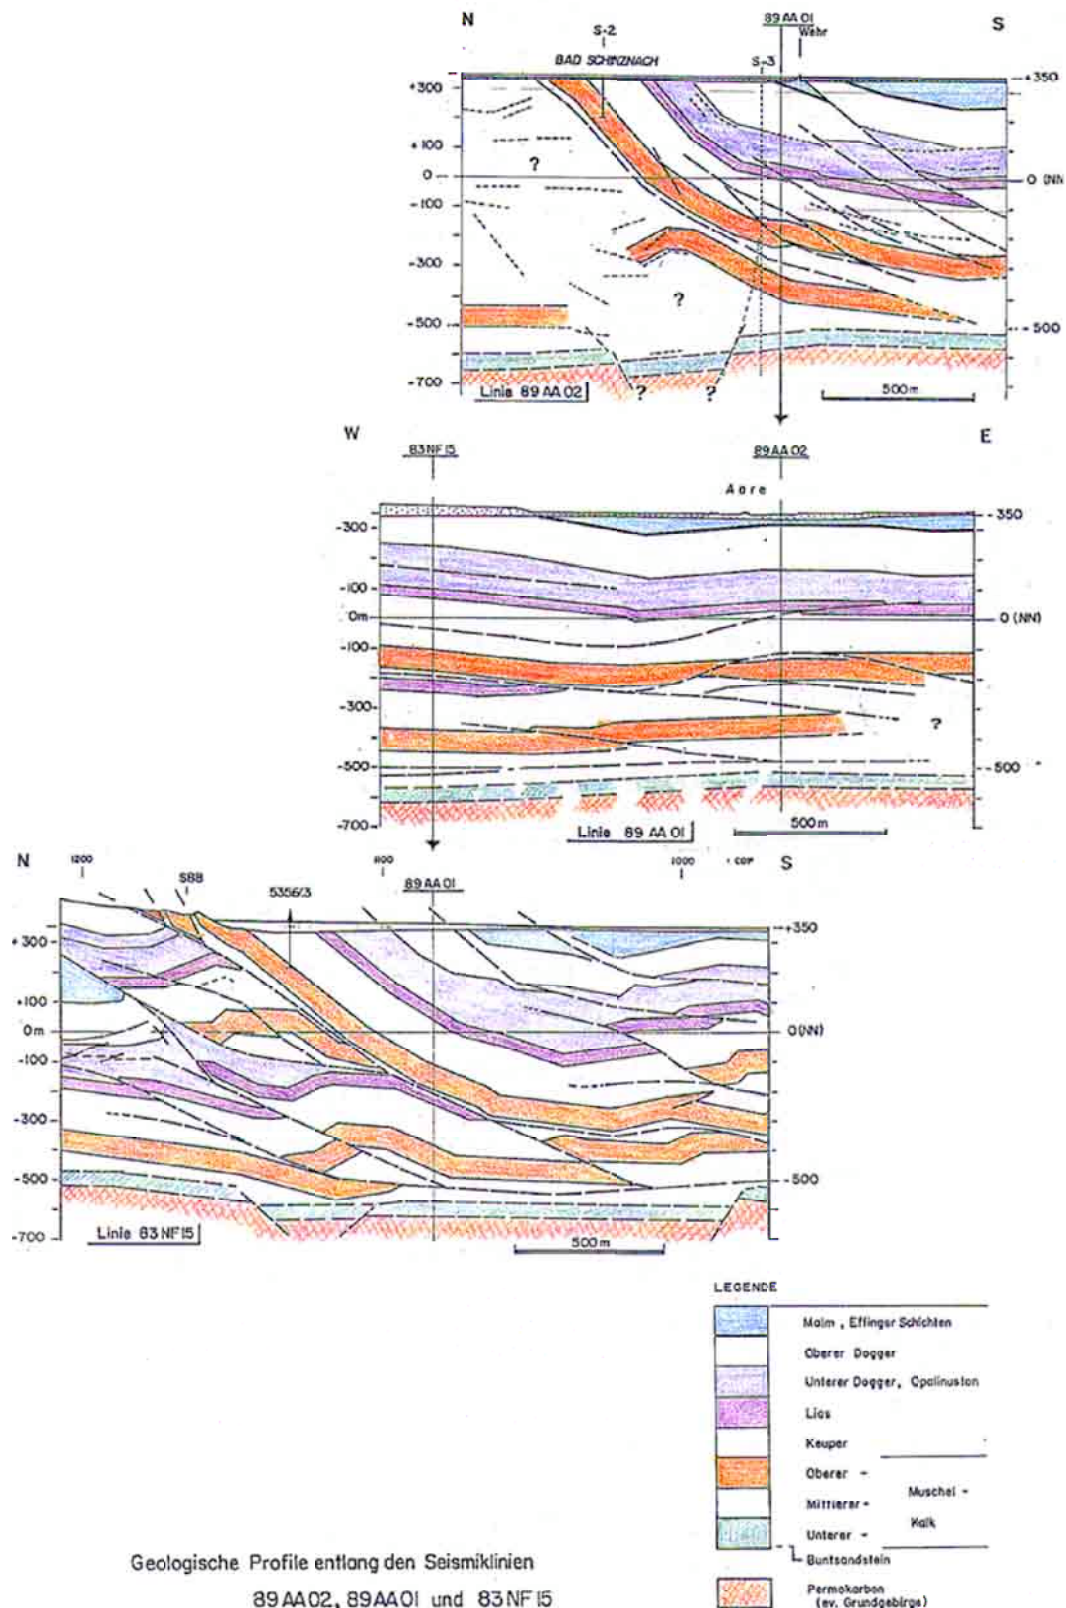 N
89 AA 01
S
S-2
Wehr
BAD SCHINZNACH
S-3
+300
+350
+100
0
0 (NN
-100
?
-300
?
-500
-500
-700
Linie 89 AA 02
?
?
500m
W
E
83 NF 15
89 AA 02
Aare
-300
-350
-100
0m
0 (NN)
-100
-300
?
-500
-500
-700
Linie 89 AA 01
500m
N
1200
SBB
1100
89 AA 01
1000
S
+300
+350
+100
0m
0(NN)
-100
-300
-500
-500
-700
Linie 83 NF 15
500m
LEGENDE
Malm, Effinger Schichten
Oberer Dogger
Unterer Dogger, Opalinuston
Lias
Keuper
Oberer -
Mittlerer -
Muschel -
Unterer -
Kalk
Buntsandstein
Permokarbon
(ev. Grundgebirge)
Geologische Profile entlang den Seismiklinien
89 AA 02, 89 AA 01 und 83 NF 15